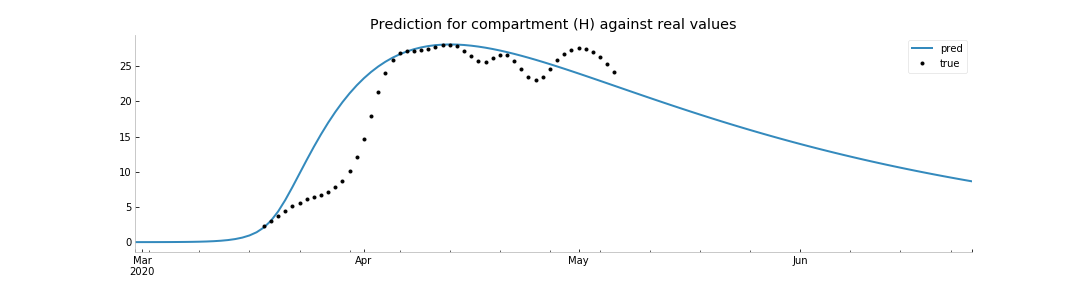 Prediction for compartment (H) against real values
pred
true
25
20
15
10
5
0
Mar
2020
Apr
May
Jun